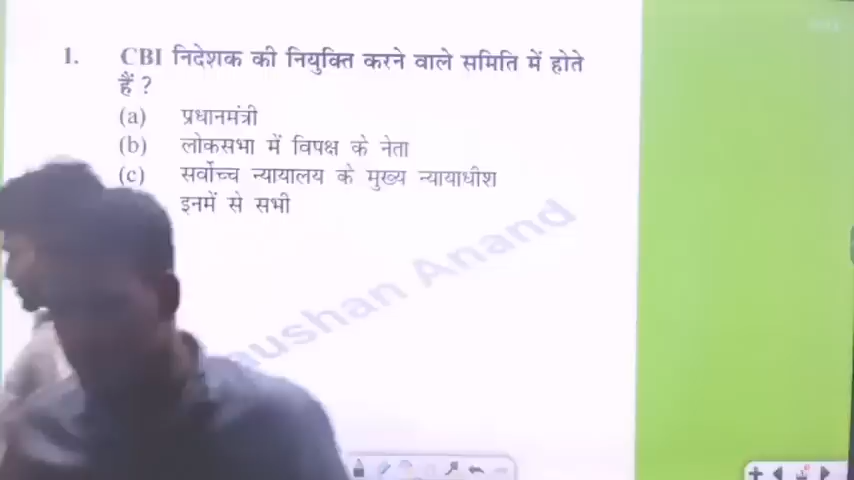 1. CBI निदेशक की नियुक्ति करने वाले समिति में होते
हैं ?
(a) प्रधानमंत्री
(b) लोकसभा में विपक्ष के नेता
(c) सर्वोच्च न्यायालय के मुख्य न्यायाधीश
इनमें से सभी
Anand